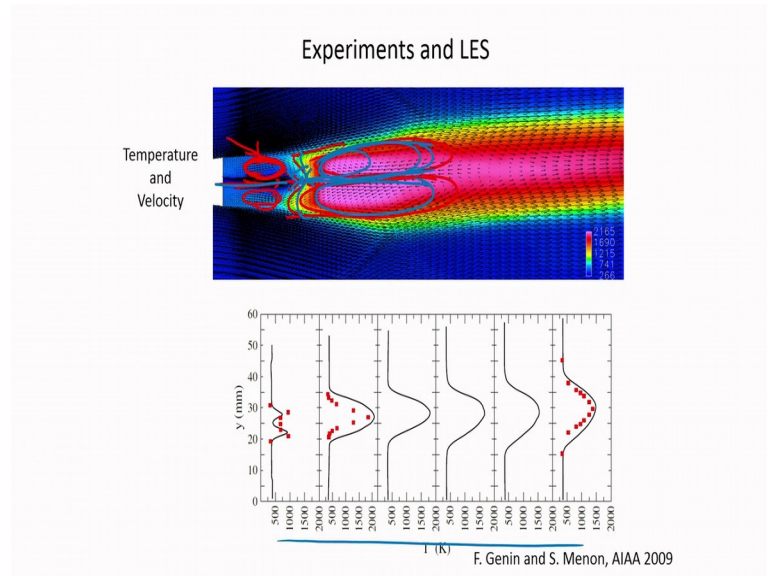 Experiments and LES
Temperature
and
Velocity
2165
1690
1215
741
266
60
50
40
30
20
10
0
y (mm)
500 1000 1500 2000 500 1000 1500 2000 500 1000 1500 2000 500 1000 1500 2000 500 1000 1500 2000 500 1000 1500 2000
T (K)
F. Genin and S. Menon, AIAA 2009